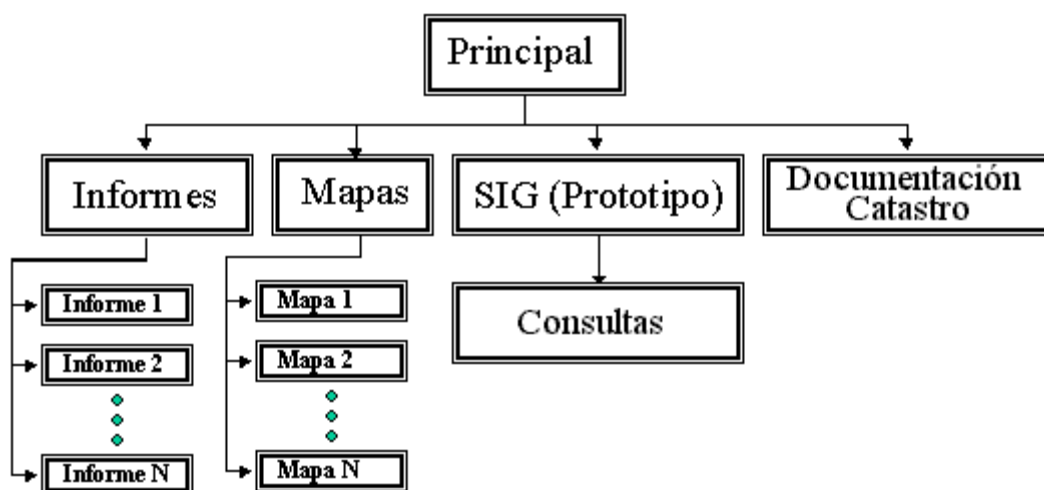 Principal
Informes
Mapas
SIG (Prototipo)
Documentación
Catastro
Informe 1
Mapa 1
Consultas
Informe 2
Mapa 2
Informe N
Mapa N